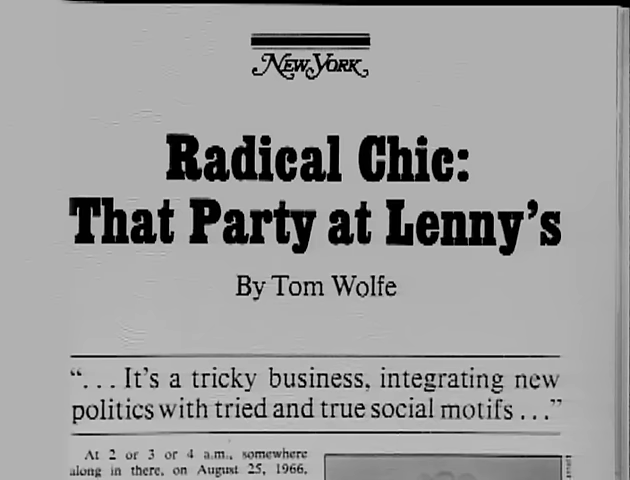 NEW YORK
Radical Chic:
That Party at Lenny's
By Tom Wolfe
“. . . It's a tricky business, integrating new
politics with tried and true social motifs . . .”
At 2 or 3 or 4 a.m., somewhere
along in there, on August 25, 1966,